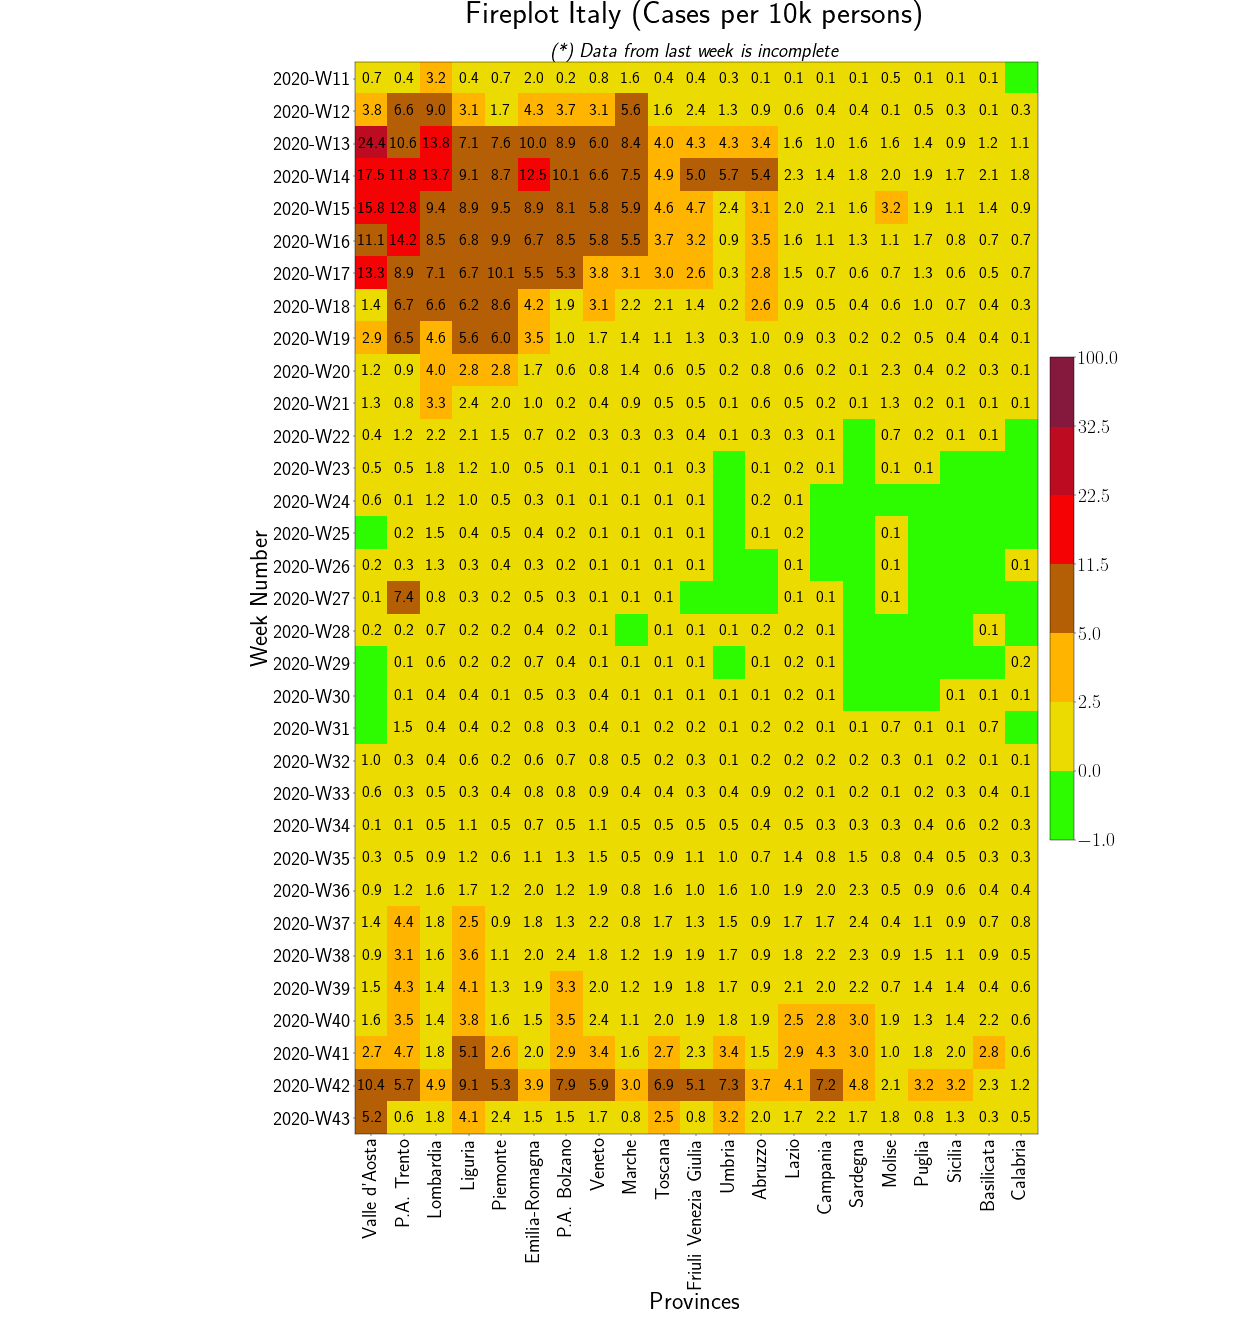 Fireplot Italy (Cases per 10k persons)
(*) Data from last week is incomplete
2020-W11 0.7 0.4 3.2 0.4 0.7 2.0 0.2 0.8 1.6 0.4 0.4 0.3 0.1 0.1 0.1 0.1 0.5 0.1 0.1 0.1
2020-W12 3.8 6.6 9.0 3.1 1.7 4.3 3.7 3.1 5.6 1.6 2.4 1.3 0.9 0.6 0.4 0.4 0.1 0.5 0.3 0.1 0.3
2020-W13 24.4 10.6 13.8 7.1 7.6 10.0 8.9 6.0 8.4 4.0 4.3 4.3 3.4 1.6 1.0 1.6 1.6 1.4 0.9 1.2 1.1
2020-W14 17.5 11.8 13.7 9.1 8.7 12.5 10.1 6.6 7.5 4.9 5.0 5.7 5.4 2.3 1.4 1.8 2.0 1.9 1.7 2.1 1.8
2020-W15 15.8 12.8 9.4 8.9 9.5 8.9 8.1 5.8 5.9 4.6 4.7 2.4 3.1 2.0 2.1 1.6 3.2 1.9 1.1 1.4 0.9
2020-W16 11.1 14.2 8.5 6.8 9.9 6.7 8.5 5.8 5.5 3.7 3.2 0.9 3.5 1.6 1.1 1.3 1.1 1.7 0.8 0.7 0.7
2020-W17 13.3 8.9 7.1 6.7 10.1 5.5 5.3 3.8 3.1 3.0 2.6 0.3 2.8 1.5 0.7 0.6 0.7 1.3 0.6 0.5 0.7
2020-W18 1.4 6.7 6.6 6.2 8.6 4.2 1.9 3.1 2.2 2.1 1.4 0.2 2.6 0.9 0.5 0.4 0.6 1.0 0.7 0.4 0.3
2020-W19 2.9 6.5 4.6 5.6 6.0 3.5 1.0 1.7 1.4 1.1 1.3 0.3 1.0 0.9 0.3 0.2 0.2 0.5 0.4 0.4 0.1
2020-W20 1.2 0.9 4.0 2.8 2.8 1.7 0.6 0.8 1.4 0.6 0.5 0.2 0.8 0.6 0.2 0.1 2.3 0.4 0.2 0.3 0.1
2020-W21 1.3 0.8 3.3 2.4 2.0 1.0 0.2 0.4 0.9 0.5 0.5 0.1 0.6 0.5 0.2 0.1 1.3 0.2 0.1 0.1 0.1
2020-W22 0.4 1.2 2.2 2.1 1.5 0.7 0.2 0.3 0.3 0.3 0.4 0.1 0.3 0.3 0.1 0.7 0.2 0.1 0.1
2020-W23 0.5 0.5 1.8 1.2 1.0 0.5 0.1 0.1 0.1 0.1 0.3 0.1 0.2 0.1 0.1 0.1
2020-W24 0.6 0.1 1.2 1.0 0.5 0.3 0.1 0.1 0.1 0.1 0.1 0.2 0.1
2020-W25 0.2 1.5 0.4 0.5 0.4 0.2 0.1 0.1 0.1 0.1 0.1 0.2 0.1
2020-W26 0.2 0.3 1.3 0.3 0.4 0.3 0.2 0.1 0.1 0.1 0.1 0.1 0.1 0.1
2020-W27 0.1 7.4 0.8 0.3 0.2 0.5 0.3 0.1 0.1 0.1 0.1 0.1 0.1
2020-W28 0.2 0.2 0.7 0.2 0.2 0.4 0.2 0.1 0.1 0.1 0.1 0.2 0.2 0.1 0.1
2020-W29 0.1 0.6 0.2 0.2 0.7 0.4 0.1 0.1 0.1 0.1 0.1 0.2 0.1 0.2
2020-W30 0.1 0.4 0.4 0.1 0.5 0.3 0.4 0.1 0.1 0.1 0.1 0.1 0.2 0.1 0.1 0.1 0.1
2020-W31 1.5 0.4 0.4 0.2 0.8 0.3 0.4 0.1 0.2 0.2 0.1 0.2 0.2 0.1 0.1 0.7 0.1 0.1 0.7
2020-W32 1.0 0.3 0.4 0.6 0.2 0.6 0.7 0.8 0.5 0.2 0.3 0.1 0.2 0.2 0.2 0.2 0.3 0.1 0.2 0.1 0.1
2020-W33 0.6 0.3 0.5 0.3 0.4 0.8 0.8 0.9 0.4 0.4 0.3 0.4 0.9 0.2 0.1 0.2 0.1 0.2 0.3 0.4 0.1
2020-W34 0.1 0.1 0.5 1.1 0.5 0.7 0.5 1.1 0.5 0.5 0.5 0.5 0.4 0.5 0.3 0.3 0.3 0.4 0.6 0.2 0.3
2020-W35 0.3 0.5 0.9 1.2 0.6 1.1 1.3 1.5 0.5 0.9 1.1 1.0 0.7 1.4 0.8 1.5 0.8 0.4 0.5 0.3 0.3
2020-W36 0.9 1.2 1.6 1.7 1.2 2.0 1.2 1.9 0.8 1.6 1.0 1.6 1.0 1.9 2.0 2.3 0.5 0.9 0.6 0.4 0.4
2020-W37 1.4 4.4 1.8 2.5 0.9 1.8 1.3 2.2 0.8 1.7 1.3 1.5 0.9 1.7 1.7 2.4 0.4 1.1 0.9 0.7 0.8
2020-W38 0.9 3.1 1.6 3.6 1.1 2.0 2.4 1.8 1.2 1.9 1.9 1.7 0.9 1.8 2.2 2.3 0.9 1.5 1.1 0.9 0.5
2020-W39 1.5 4.3 1.4 4.1 1.3 1.9 3.3 2.0 1.2 1.9 1.8 1.7 0.9 2.1 2.0 2.2 0.7 1.4 1.4 0.4 0.6
2020-W40 1.6 3.5 1.4 3.8 1.6 1.5 3.5 2.4 1.1 2.0 1.9 1.8 1.9 2.5 2.8 3.0 1.9 1.3 1.4 2.2 0.6
2020-W41 2.7 4.7 1.8 5.1 2.6 2.0 2.9 3.4 1.6 2.7 2.3 3.4 1.5 2.9 4.3 3.0 1.0 1.8 2.0 2.8 0.6
2020-W42 10.4 5.7 4.9 9.1 5.3 3.9 7.9 5.9 3.0 6.9 5.1 7.3 3.7 4.1 7.2 4.8 2.1 3.2 3.2 2.3 1.2
2020-W43 5.2 0.6 1.8 4.1 2.4 1.5 1.5 1.7 0.8 2.5 0.8 3.2 2.0 1.7 2.2 1.7 1.8 0.8 1.3 0.3 0.5
Week Number
Valle d'Aosta
P.A. Trento
Lombardia
Liguria
Piemonte
Emilia-Romagna
P.A. Bolzano
Veneto
Marche
Toscana
Friuli Venezia Giulia
Umbria
Abruzzo
Lazio
Campania
Sardegna
Molise
Puglia
Sicilia
Basilicata
Calabria
Provinces
100.0
32.5
22.5
11.5
5.0
2.5
0.0
−1.0